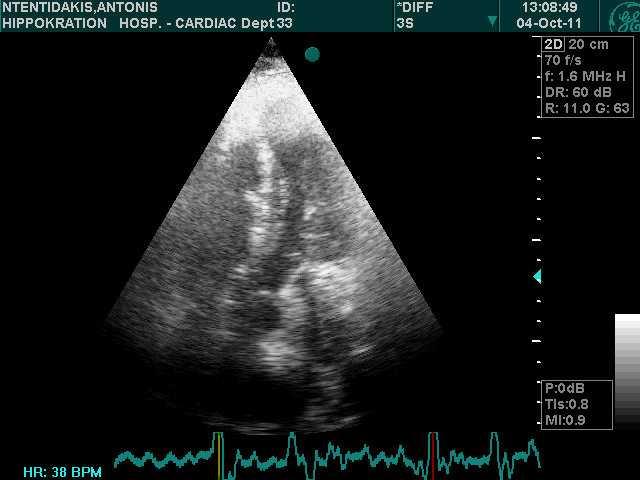 NTENTIDAKIS,ANTONIS ID: *DIFF 13:08:49
HIPPOKRATION HOSP. - CARDIAC Dept33 3S 04-Oct-11
2D 20 cm
70 f/s
f: 1.6 MHz H
DR: 60 dB
R: 11.0 G: 63
P:0dB
TIs:0.8
MI:0.9
HR: 38 BPM